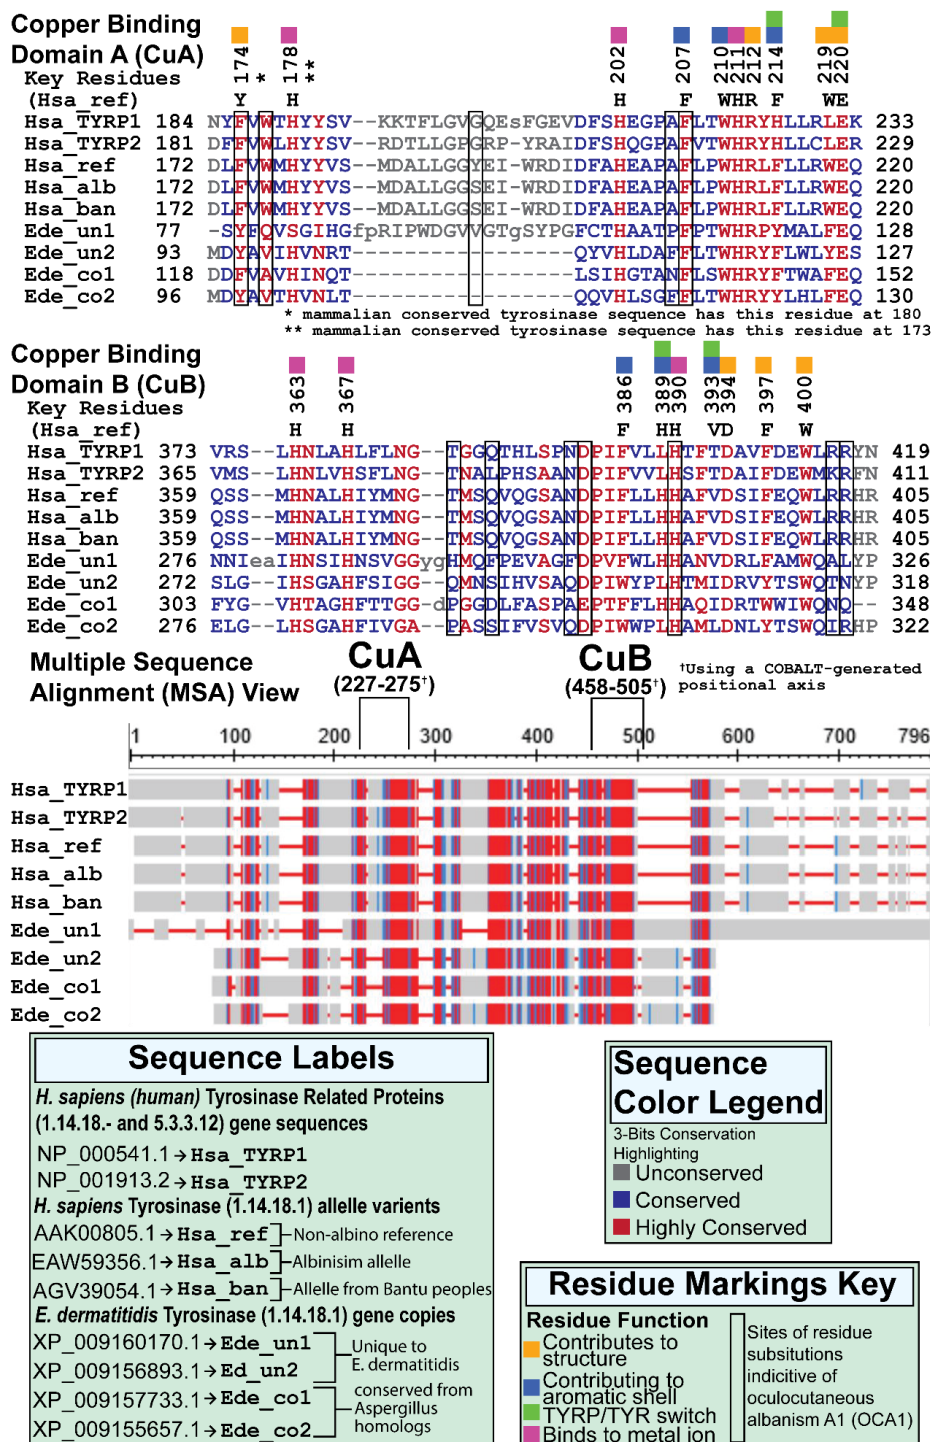 Copper Binding
Domain A (CuA)
Key Residues
(Hsa_ref)
174 * 178 ** 202 207 210 211 212 214 219 220
Y H H F WHR F WE
Hsa_TYRP1 184 NYFVWTHYYSV--KKTFLGVGQEsFGEVDFSHEGPAFLTWHRYHLLRLEK 233
Hsa_TYRP2 181 DFFVWLHYYSV--RDTLLGPGRP-YRAIDFSHQGPAFVTWHRYHLLCLER 229
Hsa_ref 172 DLFVWMHYYVS--MDALLGGSEI-WRDIDFAHEAPAFLPWHRLFLLRWEQ 220
Hsa_alb 172 DLFVWMHYYVS--MDALLGGSEI-WRDIDFAHEAPAFLPWHRLFLLRWEQ 220
Hsa_ban 172 DLFVWMHYYVS--MDALLGGSEI-WRDIDFAHEAPAFLPWHRLFLLRWEQ 220
Ede_un1 77 -SYFQVSGIHGfpRIPWDGVVGTgSYPGFCTHAATPFPPWHRPYMALFEQ 128
Ede_un2 93 MDYAVIHVNRT 127
Ede_co1 118 DDFVAVHINQT-----------------LSIHGTANFLSWHRYFTWAFEQ 152
Ede_co2 96 MDYAVTHVNLT-----------------QQVHLSGFFLTWHRYYLHLFEQ 130
* mammalian conserved tyrosinase sequence has this residue at 180
** mammalian conserved tyrosinase sequence has this residue at 173
Copper Binding
Domain B (CuB)
Key Residues
(Hsa_ref)
363 367 386 389 390 393 394 397 400
H H F HH VD F W
Hsa_TYRP1 373 VRS--LHNLAHLFLNG--TGGQTHLSPNDPIFVLLHTFTDAVFDEWLRRYN 419
Hsa_TYRP2 365 VMS--LHNLVHSFLNG--TNALPHSAANDPIFVVLHSFTDAIFDEWMKRFN 411
Hsa_ref 359 QSS--MHNALHIYMNG--TMSQVQGSANDPIFLLHHAFVDSIFEQWLRRHR 405
Hsa_alb 359 QSS--MHNALHIYMNG--TMSQVQGSANDPIFLLHHAFVDSIFEQWLRRHR 405
Hsa_ban 359 QSS--MHNALHIYMNG--TMSQVQGSANDPIFLLHHAFVDSIFEQWLRRHR 405
Ede_un1 276 NNIeaIHNSIHNSVGGygHMQFPEVAGFDPVFWLHHANVDRLFAMWQALYP 326
Ede_un2 272 SLG--IHSGAHFSIGG--QMNSIHVSAQDPIWYPLHTMIDRVYTSWQTNYP 318
Ede_co1 303 FYG--VHTAGHFTTGG-dPGGDLFASPAEPTFFLHHAQIDRTWWIWQNQ-- 348
Ede_co2 276 ELG--LHSGAHFIVGA--PASSIFVSVQDPIWWPLHAMLDNLYTSWQIRHP 322
Multiple Sequence
Alignment (MSA) View
CuA
(227-275†)
CuB
(458-505†)
†Using a COBALT-generated
positional axis
1 100 200 300 400 500 600 700 796
Hsa_TYRP1
Hsa_TYRP2
Hsa_ref
Hsa_alb
Hsa_ban
Ede_un1
Ede_un2
Ede_co1
Ede_co2
Sequence Labels
H. sapiens (human) Tyrosinase Related Proteins
(1.14.18.- and 5.3.3.12) gene sequences
NP_000541.1→Hsa_TYRP1
NP_001913.2→Hsa_TYRP2
H. sapiens Tyrosinase (1.14.18.1) allele variants
AAK00805.1→Hsa_ref Non-albino reference
EAW59356.1→Hsa_alb Albinisim allele
AGV39054.1→Hsa_ban Allele from Bantu peoples
E. dermatitidis Tyrosinase (1.14.18.1) gene copies
XP_009160170.1→Ede_un1
XP_009156893.1→Ed_un2
Unique to
E. dermatitidis
XP_009157733.1→Ede_co1
XP_009155657.1→Ede_co2
conserved from
Aspergillus
homologs
Sequence
Color Legend
3-Bits Conservation
Highlighting
Unconserved
Conserved
Highly Conserved
Residue Markings Key
Residue Function
Contributes to
structure
Contributing to
aromatic shell
TYRP/TYR switch
Binds to metal ion
Sites of residue
subsitutions
indicitive of
oculocutaneous
albanism A1 (OCA1)